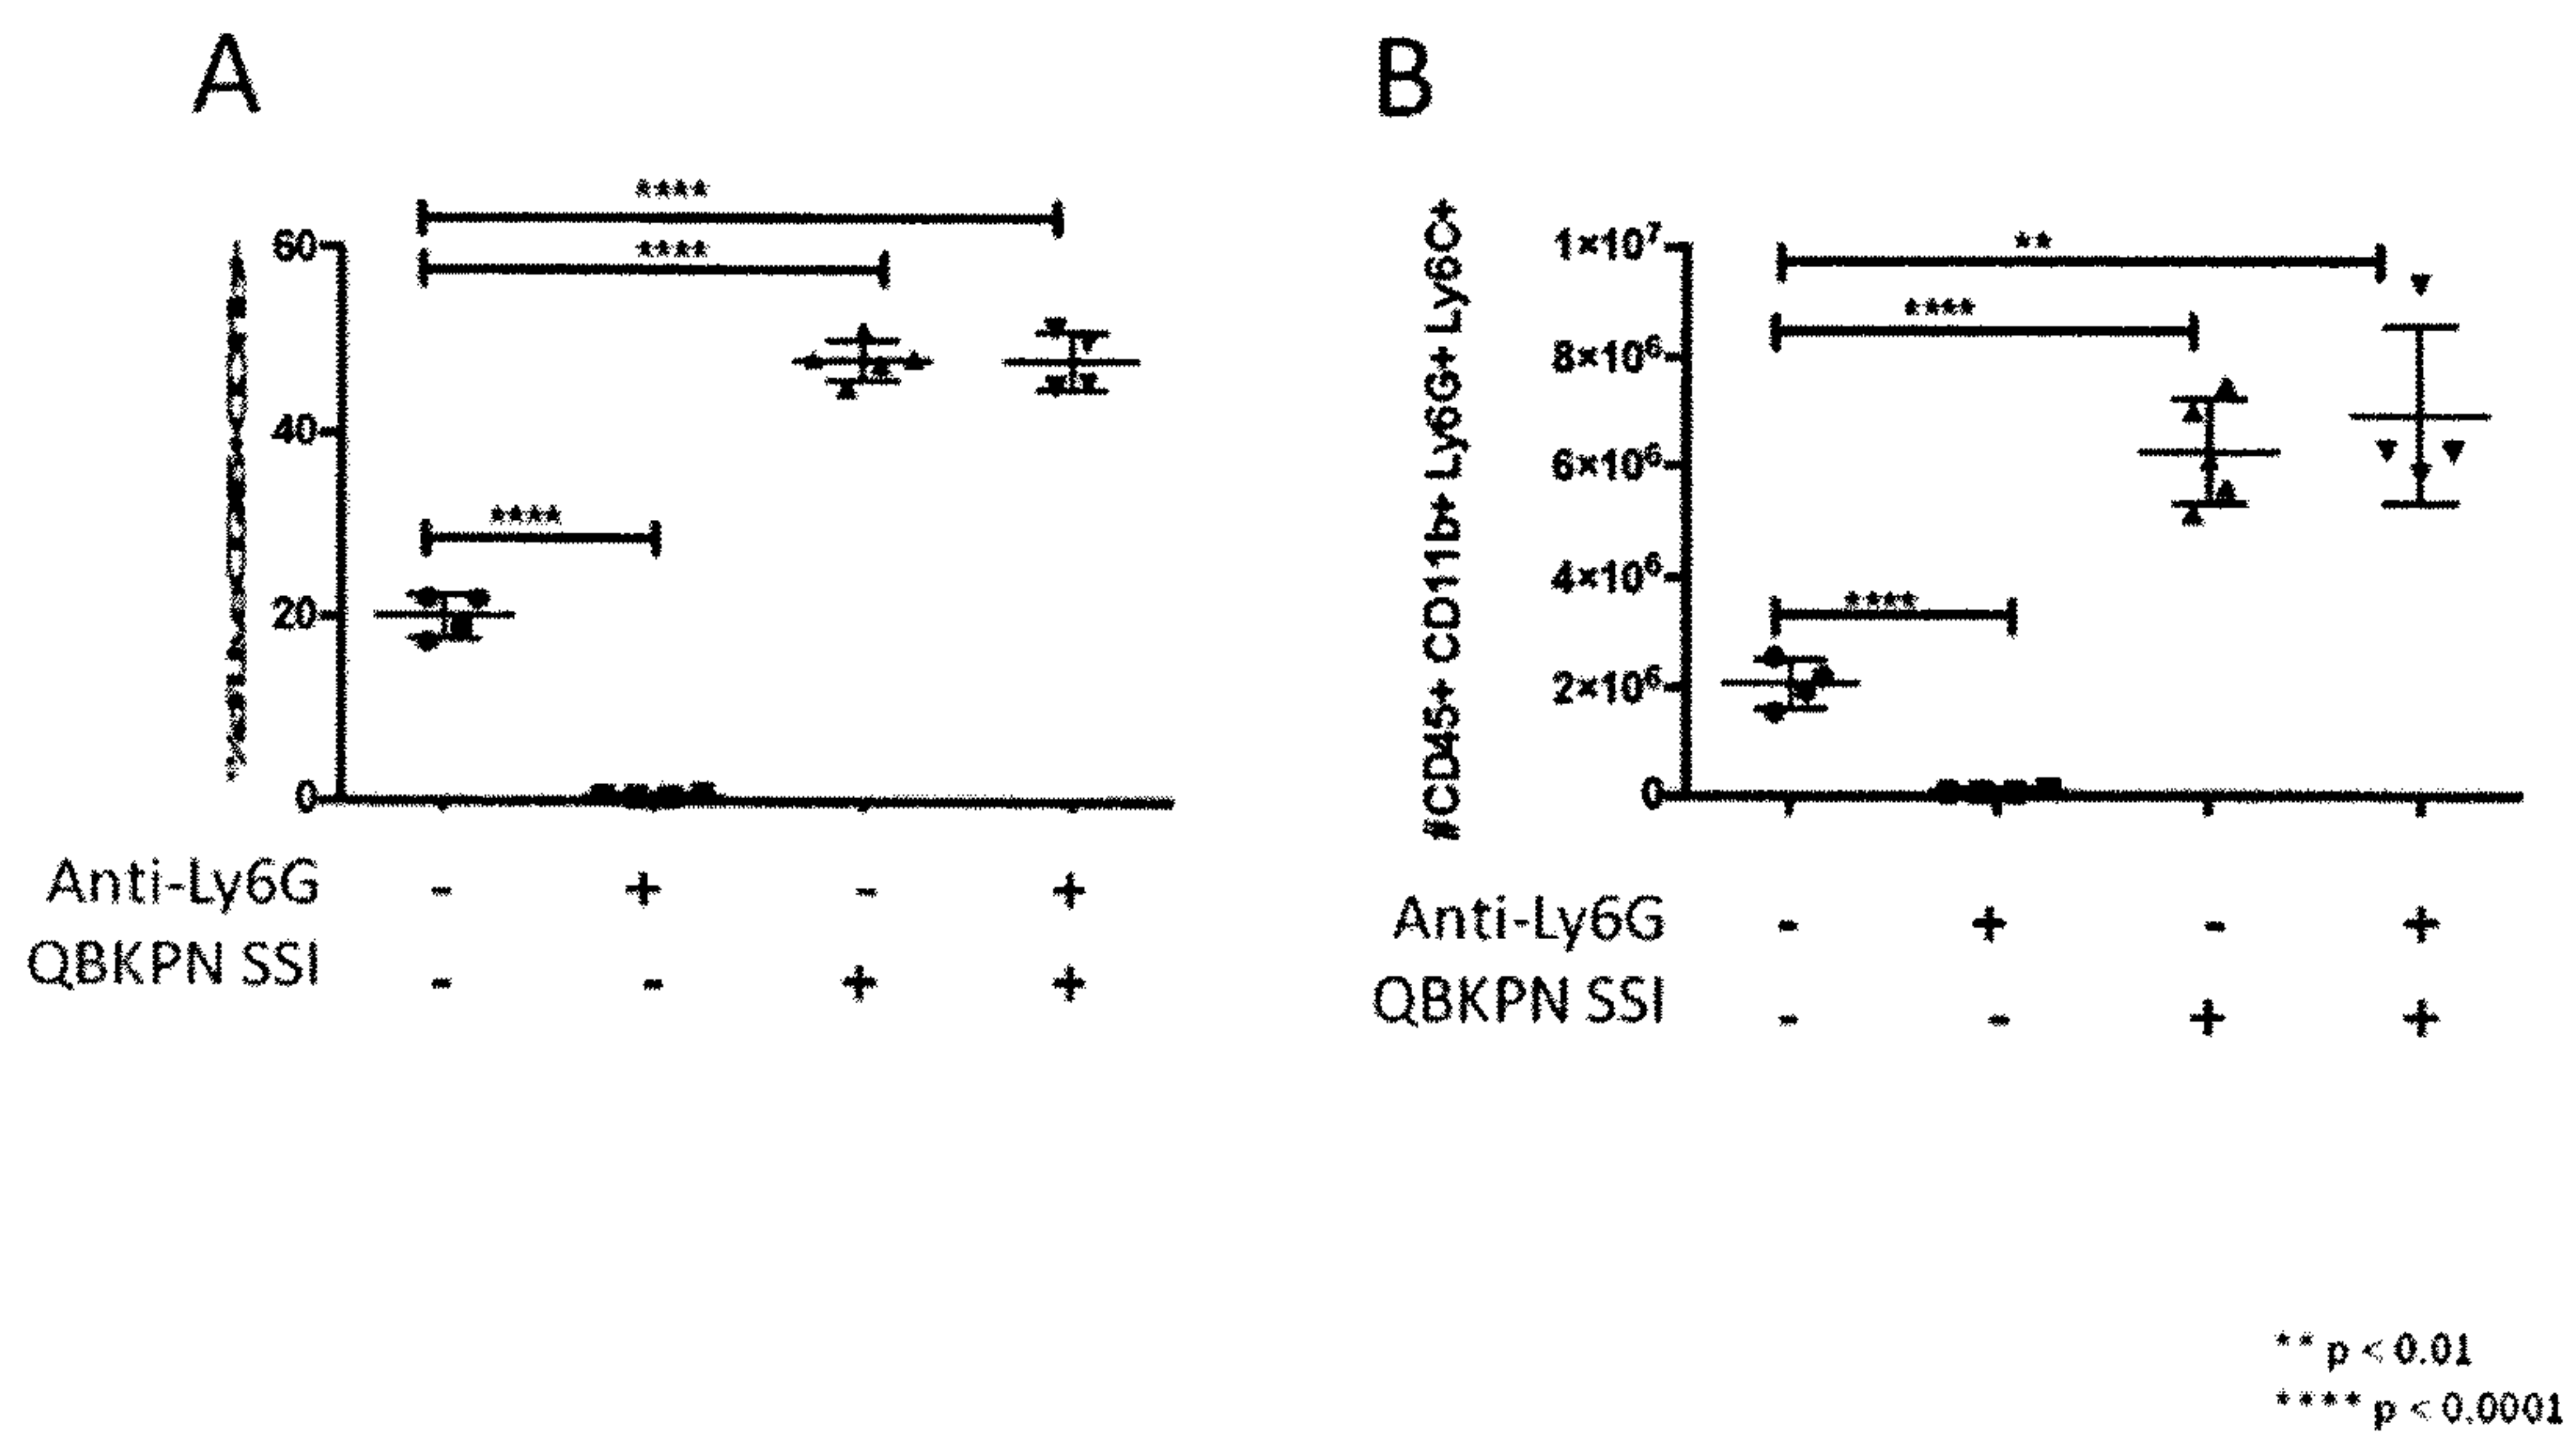 A
****
****
60
40
****
20
0
Anti-Ly6G - + - +
QBKPN SSI - - + +
B
#CD45+ CD11b+ Ly6G+ Ly6C+
**
1×10⁷
****
8×10⁶
6×10⁶
4×10⁶
****
2×10⁶
0
Anti-Ly6G - + - +
QBKPN SSI - - + +
** p < 0.01
**** p < 0.0001